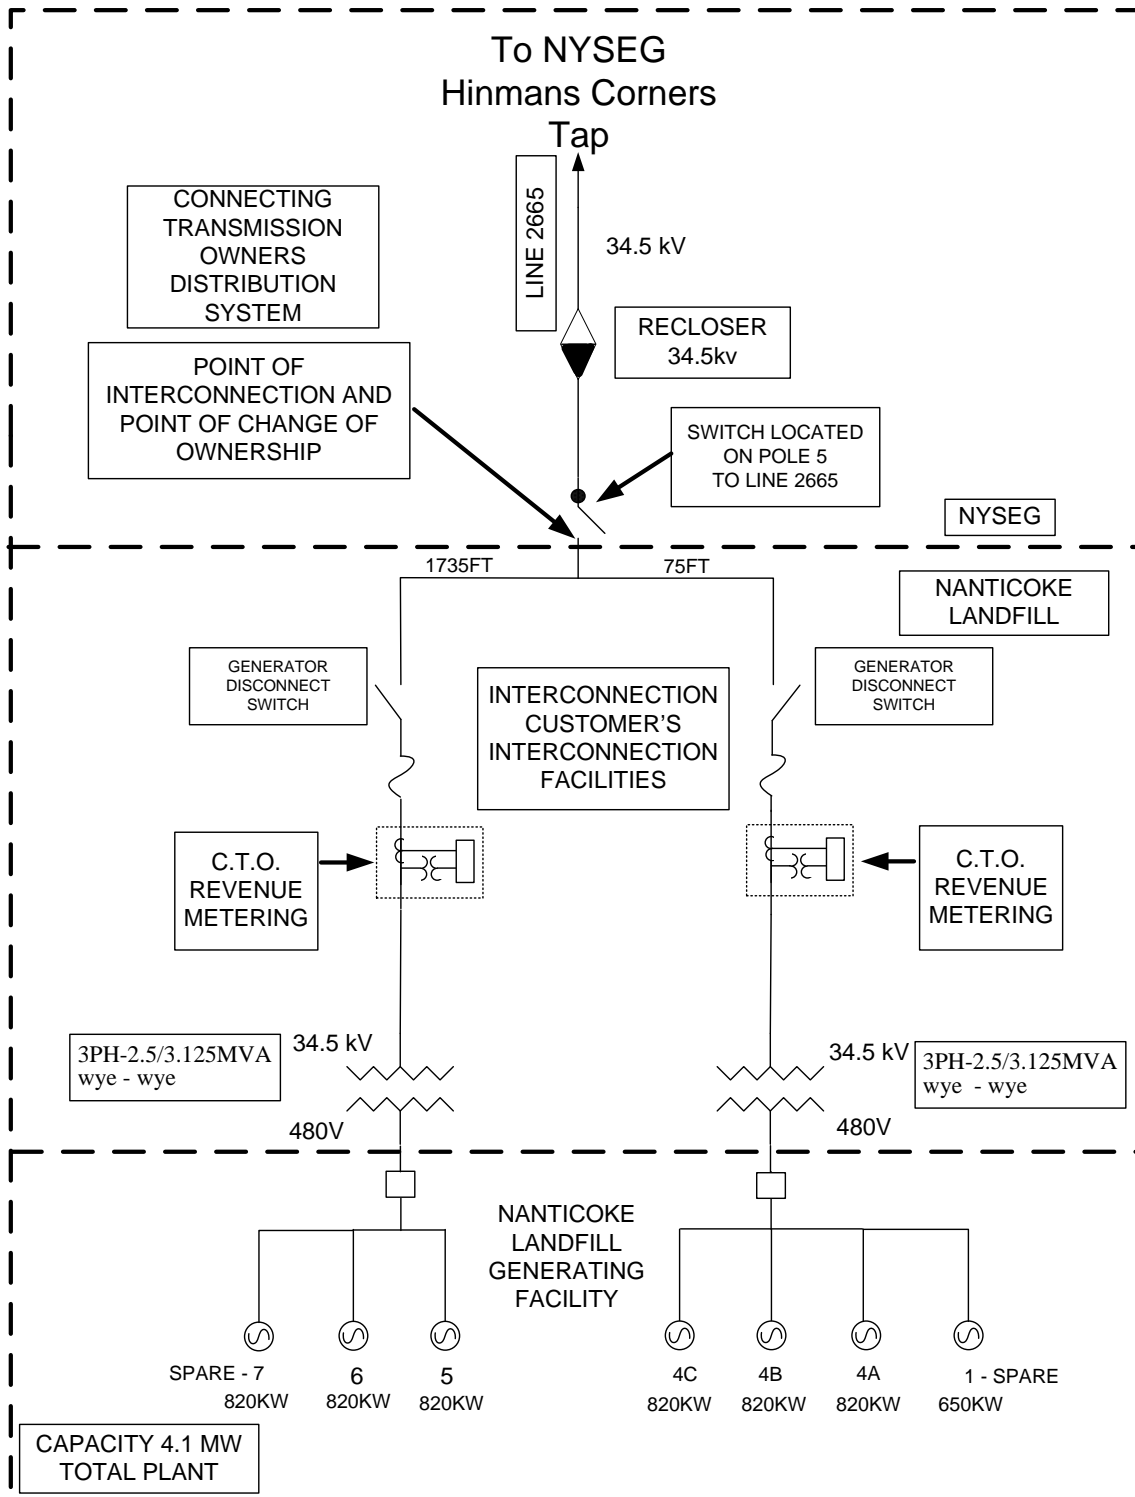 To NYSEG
Hinmans Corners
Tap
LINE 2665
34.5 kV
CONNECTING
TRANSMISSION
OWNERS
DISTRIBUTION
SYSTEM
RECLOSER
34.5kv
POINT OF
INTERCONNECTION AND
POINT OF CHANGE OF
OWNERSHIP
SWITCH LOCATED
ON POLE 5
TO LINE 2665
NYSEG
1735FT
75FT
NANTICOKE
LANDFILL
GENERATOR
DISCONNECT
SWITCH
INTERCONNECTION
CUSTOMER'S
INTERCONNECTION
FACILITIES
GENERATOR
DISCONNECT
SWITCH
C.T.O.
REVENUE
METERING
C.T.O.
REVENUE
METERING
3PH-2.5/3.125MVA
wye - wye
34.5 kV
480V
34.5 kV
480V
3PH-2.5/3.125MVA
wye - wye
NANTICOKE
LANDFILL
GENERATING
FACILITY
SPARE - 7
820KW
6
820KW
5
820KW
4C
820KW
4B
820KW
4A
820KW
1 - SPARE
650KW
CAPACITY 4.1 MW
TOTAL PLANT